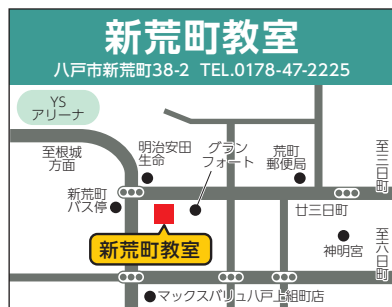 新荒町教室
八戸市新荒町38-2 TEL.0178-47-2225
YS
アリーナ
至根城
方面
明治安田
生命
グラン
フォート
荒町
郵便局
至三日町
新荒町
バス停
廿三日町
新荒町教室
神明宮
至六日町
マックスバリュ八戸上組町店